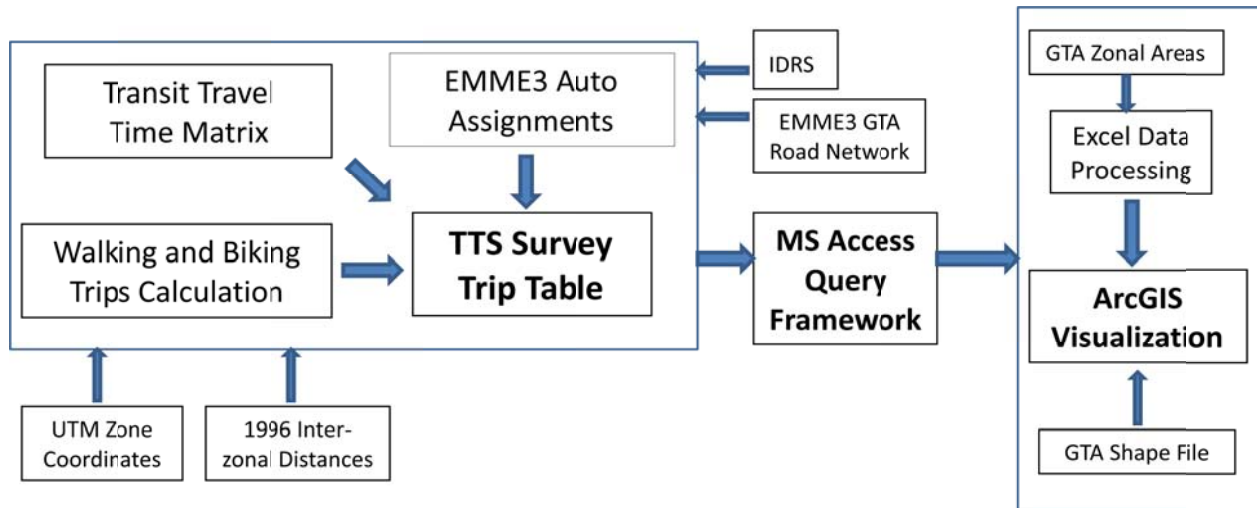 Transit Travel
Time Matrix
EMME3 Auto
Assignments
IDRS
EMME3 GTA
Road Network
GTA Zonal Areas
Excel Data
Processing
Walking and Biking
Trips Calculation
TTS Survey
Trip Table
MS Access
Query
Framework
ArcGIS
Visualization
UTM Zone
Coordinates
1996 Inter-
zonal Distances
GTA Shape File